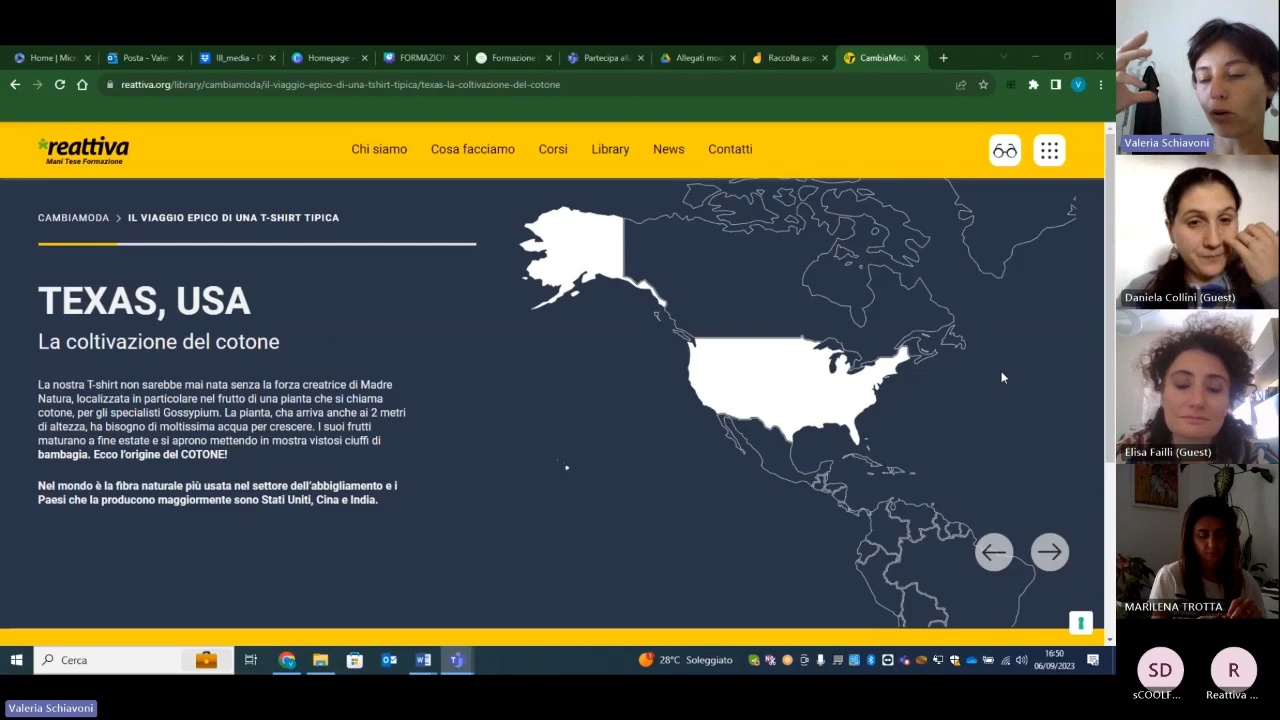 Home | Micr
Posta - Valer
III_media - D
Homepage -
FORMAZION
Formazione
Partecipa alla
Allegati mod
Raccolta asp
CambiaMod
reattiva.org/library/cambiamoda/il-viaggio-epico-di-una-tshirt-tipica/texas-la-coltivazione-del-cotone
V
reattiva
Mani Tese Formazione
Chi siamo
Cosa facciamo
Corsi
Library
News
Contatti
CAMBIAMODA > IL VIAGGIO EPICO DI UNA T-SHIRT TIPICA
TEXAS, USA
La coltivazione del cotone
La nostra T-shirt non sarebbe mai nata senza la forza creatrice di Madre
Natura, localizzata in particolare nel frutto di una pianta che si chiama
cotone, per gli specialisti Gossypium. La pianta, cha arriva anche ai 2 metri
di altezza, ha bisogno di moltissima acqua per crescere. I suoi frutti
maturano a fine estate e si aprono mettendo in mostra vistosi ciuffi di
bambagia. Ecco l'origine del COTONE!
Nel mondo è la fibra naturale più usata nel settore dell'abbigliamento e i
Paesi che la producono maggiormente sono Stati Uniti, Cina e India.
Cerca
28°C Soleggiato
16:50
06/09/2023
Valeria Schiavoni
Valeria Schiavoni
Daniela Collini (Guest)
Elisa Failli (Guest)
MARILENA TROTTA
SD
sCOOLF...
R
Reattiva ...